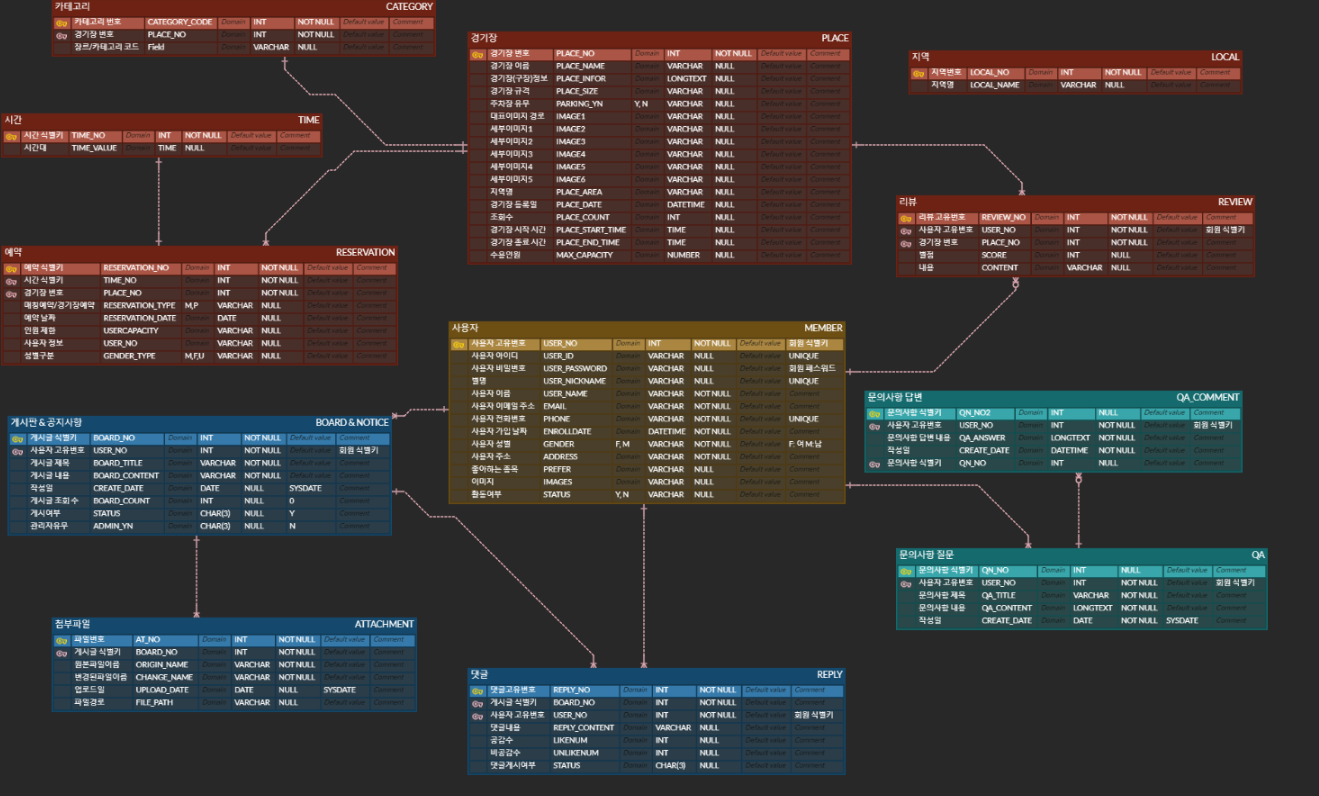 카테고리 CATEGORY
카테고리 번호 CATEGORY_CODE Domain INT NOT NULL Default value Comment
경기장 번호 PLACE_NO Domain INT NOT NULL Default value Comment
장르/카테고리 코드 Field Domain VARCHAR NULL Default value Comment
경기장 PLACE
경기장 번호 PLACE_NO Domain INT NOT NULL Default value Comment
경기장 이름 PLACE_NAME Domain VARCHAR NULL Default value Comment
경기장(구장)정보 PLACE_INFOR Domain LONGTEXT NULL Default value Comment
경기장 규격 PLACE_SIZE Domain VARCHAR NULL Default value Comment
주차장 유무 PARKING_YN Y, N VARCHAR NULL Default value Comment
대표이미지 경로 IMAGE1 Domain VARCHAR NULL Default value Comment
세부이미지1 IMAGE2 Domain VARCHAR NULL Default value Comment
세부이미지2 IMAGE3 Domain VARCHAR NULL Default value Comment
세부이미지3 IMAGE4 Domain VARCHAR NULL Default value Comment
세부이미지4 IMAGE5 Domain VARCHAR NULL Default value Comment
세부이미지5 IMAGE6 Domain VARCHAR NULL Default value Comment
지역명 PLACE_AREA Domain VARCHAR NULL Default value Comment
경기장 등록일 PLACE_DATE Domain DATETIME NULL Default value Comment
조회수 PLACE_COUNT Domain INT NULL Default value Comment
경기장 시작 시간 PLACE_START_TIME Domain TIME NULL Default value Comment
경기장 종료 시간 PLACE_END_TIME Domain TIME NULL Default value Comment
수용인원 MAX_CAPACITY Domain NUMBER NULL Default value Comment
지역 LOCAL
지역번호 LOCAL_NO Domain INT NOT NULL Default value Comment
지역명 LOCAL_NAME Domain VARCHAR NULL Default value Comment
시간 TIME
시간 식별키 TIME_NO Domain INT NOT NULL Default value Comment
시간대 TIME_VALUE Domain TIME NULL Default value Comment
리뷰 REVIEW
리뷰 고유번호 REVIEW_NO Domain INT NOT NULL Default value Comment
사용자 고유번호 USER_NO Domain INT NOT NULL Default value 회원 식별키
경기장 번호 PLACE_NO Domain INT NOT NULL Default value Comment
별점 SCORE Domain INT NULL Default value Comment
내용 CONTENT Domain VARCHAR NULL Default value Comment
예약 RESERVATION
예약 식별키 RESERVATION_NO Domain INT NOT NULL Default value Comment
시간 식별키 TIME_NO Domain INT NOT NULL Default value Comment
경기장 번호 PLACE_NO Domain INT NOT NULL Default value Comment
매칭예약/경기장예약 RESERVATION_TYPE M,P VARCHAR NULL Default value Comment
예약 날짜 RESERVATION_DATE Domain DATE NULL Default value Comment
인원 제한 USERCAPACITY Domain VARCHAR NULL Default value Comment
사용자 정보 USER_NO Domain VARCHAR NULL Default value Comment
성별구분 GENDER_TYPE M,F,U VARCHAR NULL Default value Comment
사용자 MEMBER
사용자 고유번호 USER_NO Domain INT NOT NULL Default value 회원 식별키
사용자 아이디 USER_ID Domain VARCHAR NULL Default value UNIQUE
사용자 비밀번호 USER_PASSWORD Domain VARCHAR NULL Default value 회원 패스워드
별명 USER_NICKNAME Domain VARCHAR NULL Default value UNIQUE
사용자 이름 USER_NAME Domain VARCHAR NOT NULL Default value Comment
사용자 이메일 주소 EMAIL Domain VARCHAR NOT NULL Default value Comment
사용자 전화번호 PHONE Domain VARCHAR NOT NULL Default value UNIQUE
사용자 가입 날짜 ENROLLDATE Domain DATETIME NOT NULL Default value Comment
사용자 성별 GENDER F, M VARCHAR NOT NULL Default value F: 여 M:남
사용자 주소 ADDRESS Domain VARCHAR NOT NULL Default value Comment
좋아하는 종목 PREFER Domain VARCHAR NULL Default value Comment
이미지 IMAGES Domain VARCHAR NULL Default value Comment
활동여부 STATUS Y, N VARCHAR NULL Default value Comment
문의사항 답변 QA_COMMENT
문의사항 식별키 QN_NO2 Domain INT NULL Default value Comment
사용자 고유번호 USER_NO Domain INT NOT NULL Default value 회원 식별키
문의사항 답변 내용 QA_ANSWER Domain LONGTEXT NOT NULL Default value Comment
작성일 CREATE_DATE Domain DATETIME NOT NULL Default value Comment
문의사항 식별키 QN_NO Domain INT NULL Default value Comment
게시판 & 공지사항 BOARD & NOTICE
게시글 식별키 BOARD_NO Domain INT NOT NULL Default value Comment
사용자 고유번호 USER_NO Domain INT NOT NULL Default value 회원 식별키
게시글 제목 BOARD_TITLE Domain VARCHAR NOT NULL Default value Comment
게시글 내용 BOARD_CONTENT Domain VARCHAR NOT NULL Default value Comment
작성일 CREATE_DATE Domain DATE NULL SYSDATE Comment
게시글 조회 수 BOARD_COUNT Domain INT NULL 0 Comment
게시여부 STATUS Domain CHAR(3) NULL Y Comment
관리자유무 ADMIN_YN Domain CHAR(3) NULL N Comment
문의사항 질문 QA
문의사항 식별키 QN_NO Domain INT NULL Default value Comment
사용자 고유번호 USER_NO Domain INT NOT NULL Default value 회원 식별키
문의사항 제목 QA_TITLE Domain VARCHAR NOT NULL Default value Comment
문의사항 내용 QA_CONTENT Domain LONGTEXT NOT NULL Default value Comment
작성일 CREATE_DATE Domain DATE NOT NULL SYSDATE Comment
첨부파일 ATTACHMENT
파일번호 AT_NO Domain INT NOT NULL Default value Comment
게시글 식별키 BOARD_NO Domain INT NOT NULL Default value Comment
원본파일이름 ORIGIN_NAME Domain VARCHAR NOT NULL Default value Comment
변경된파일이름 CHANGE_NAME Domain VARCHAR NOT NULL Default value Comment
업로드일 UPLOAD_DATE Domain DATE NULL SYSDATE Comment
파일경로 FILE_PATH Domain VARCHAR NULL Default value Comment
댓글 REPLY
댓글고유번호 REPLY_NO Domain INT NOT NULL Default value Comment
게시글 식별키 BOARD_NO Domain INT NOT NULL Default value Comment
사용자 고유번호 USER_NO Domain INT NOT NULL Default value 회원 식별키
댓글내용 REPLY_CONTENT Domain VARCHAR NULL Default value Comment
공감수 LIKENUM Domain INT NULL Default value Comment
비공감수 UNLIKENUM Domain INT NULL Default value Comment
댓글게시여부 STATUS Domain CHAR(3) NULL Default value Comment